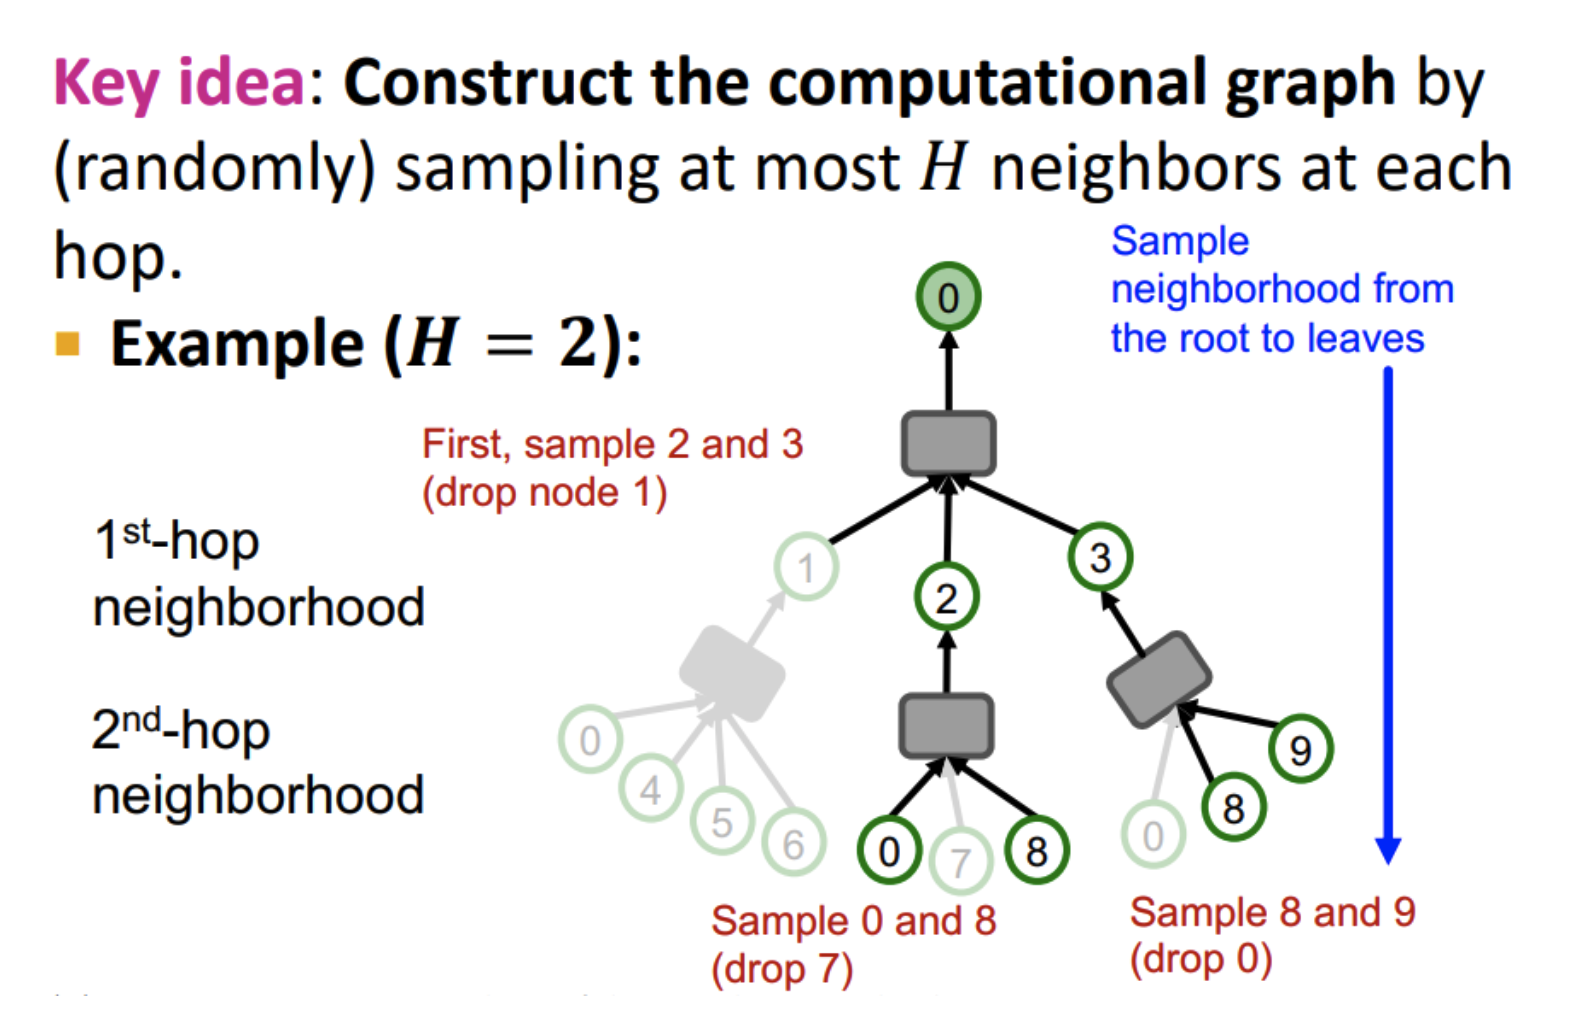 Key idea: Construct the computational graph by
(randomly) sampling at most H neighbors at each
hop.
Sample
neighborhood from
the root to leaves
Example (H = 2):
0
First, sample 2 and 3
(drop node 1)
1st-hop
neighborhood
1
2
3
2nd-hop
neighborhood
0
4
5
6
0
7
8
0
8
9
Sample 0 and 8
(drop 7)
Sample 8 and 9
(drop 0)